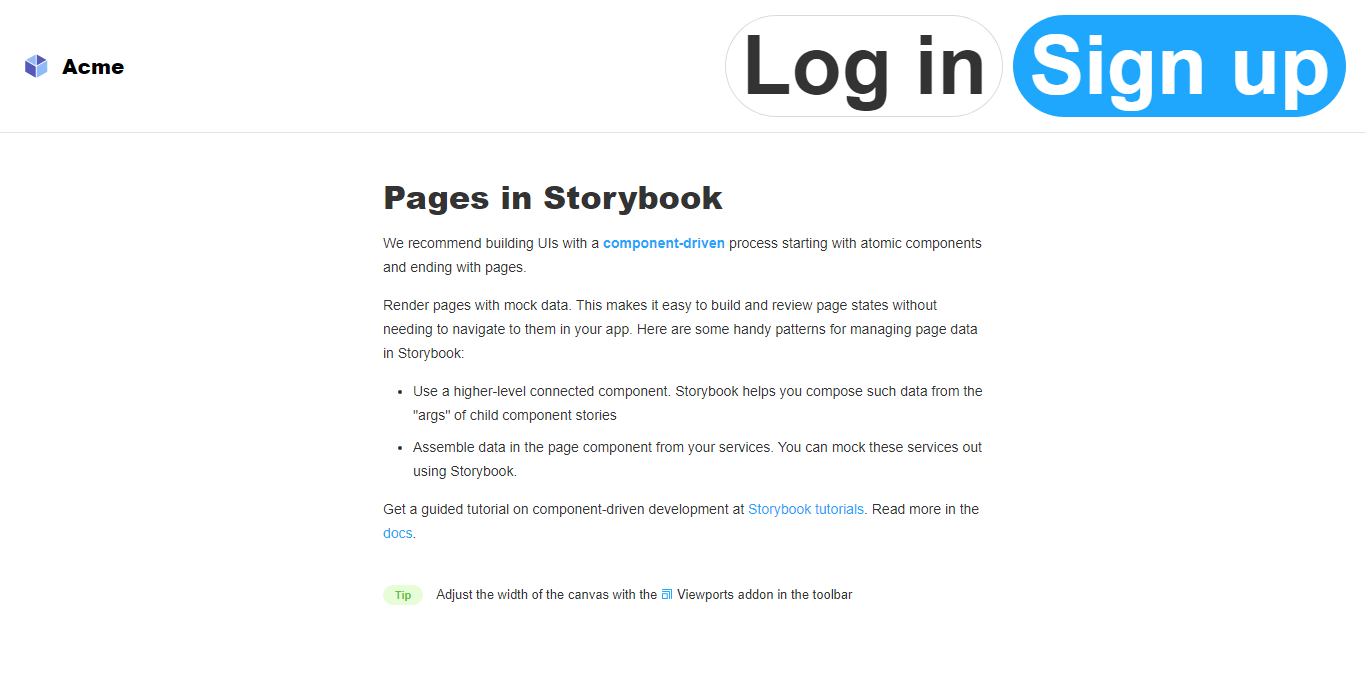 Acme
Log in
Sign up
Pages in Storybook
We recommend building UIs with a component-driven process starting with atomic components
and ending with pages.
Render pages with mock data. This makes it easy to build and review page states without
needing to navigate to them in your app. Here are some handy patterns for managing page data
in Storybook:
• Use a higher-level connected component. Storybook helps you compose such data from the
"args" of child component stories
• Assemble data in the page component from your services. You can mock these services out
using Storybook.
Get a guided tutorial on component-driven development at Storybook tutorials. Read more in the
docs.
Tip Adjust the width of the canvas with the Viewports addon in the toolbar